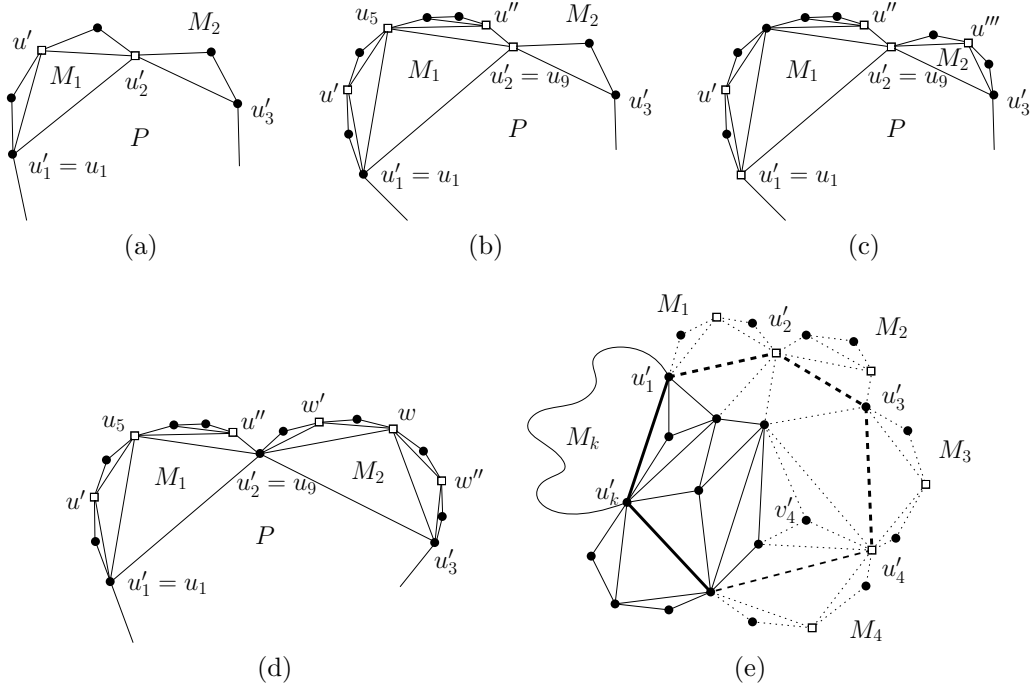 u′ M₁ u′₂ M₂ u′₃ P u′₁ = u₁
(a)
u₅ u″ M₂ u′ M₁ u′₂ = u₉ u′₃ P u′₁ = u₁
(b)
u″ u‴ M₂ u′ M₁ u′₂ = u₉ u′₃ P u′₁ = u₁
(c)
u₅ u″ w′ w M₁ M₂ w″ u′ u′₂ = u₉ P u′₃ u′₁ = u₁
(d)
M₁ u′₂ M₂ u′₁ u′₃ Mₖ M₃ u′ₖ v′₄ u′₄ M₄
(e)